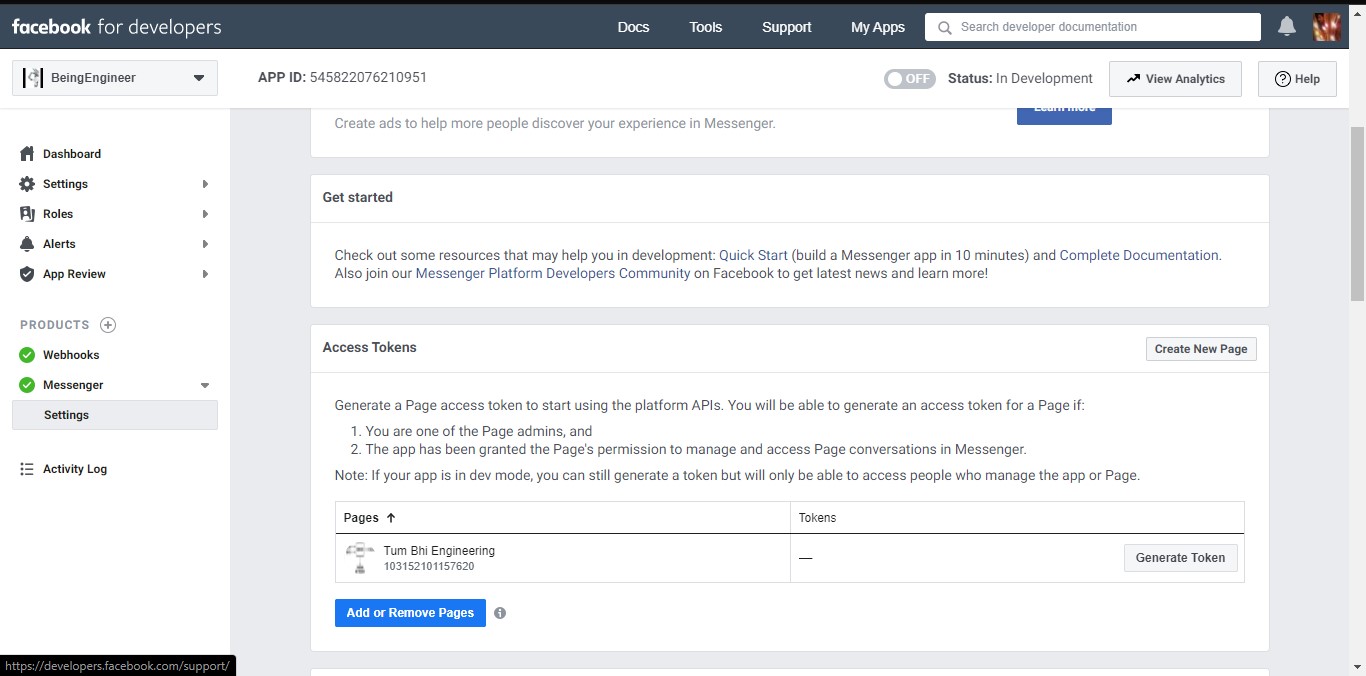 facebook for developers
Docs
Tools
Support
My Apps
Search developer documentation
BeingEngineer
APP ID: 545822076210951
OFF
Status: In Development
View Analytics
Help
Create ads to help more people discover your experience in Messenger.
Learn more
Dashboard
Settings
Roles
Alerts
App Review
PRODUCTS
Webhooks
Messenger
Settings
Activity Log
Get started
Check out some resources that may help you in development: Quick Start (build a Messenger app in 10 minutes) and Complete Documentation.
Also join our Messenger Platform Developers Community on Facebook to get latest news and learn more!
Access Tokens
Create New Page
Generate a Page access token to start using the platform APIs. You will be able to generate an access token for a Page if:
1. You are one of the Page admins, and
2. The app has been granted the Page's permission to manage and access Page conversations in Messenger.
Note: If your app is in dev mode, you can still generate a token but will only be able to access people who manage the app or Page.
Pages ↑
Tokens
Tum Bhi Engineering
103152101157620
—
Generate Token
Add or Remove Pages
https://developers.facebook.com/support/